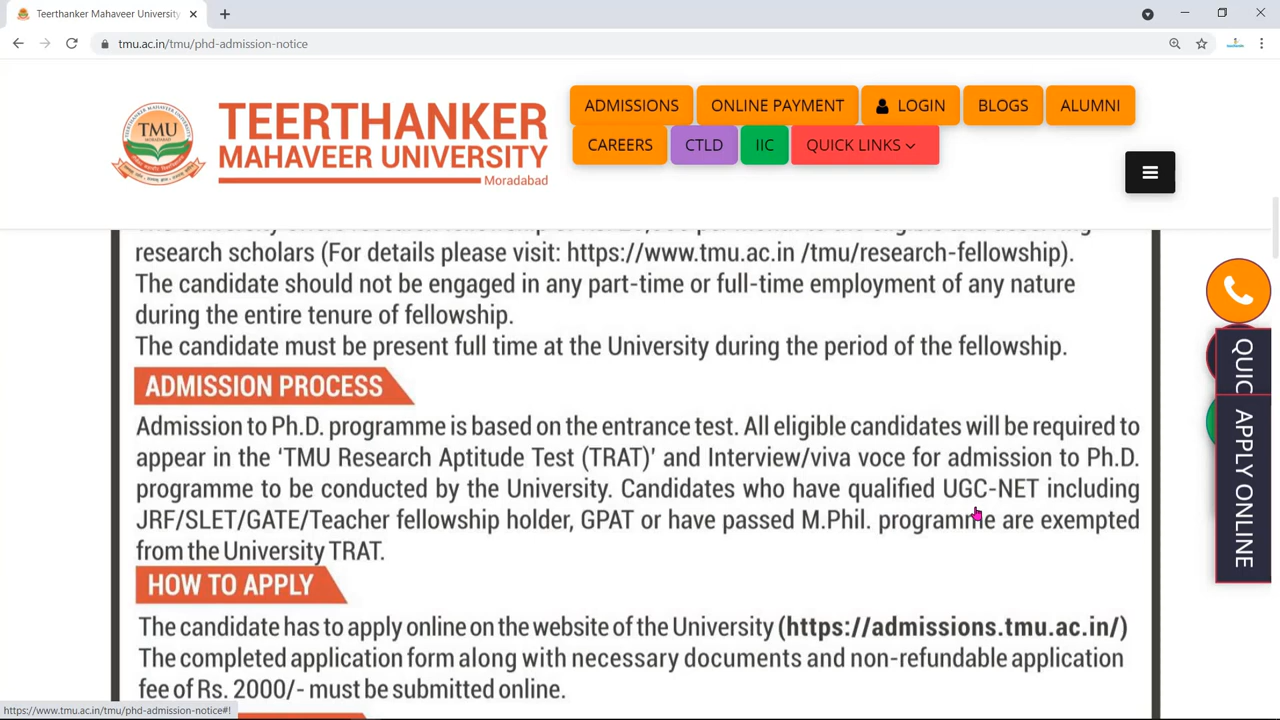 Teerthanker Mahaveer University
tmu.ac.in/tmu/phd-admission-notice
TMU
MORADABAD
TEERTHANKER
MAHAVEER UNIVERSITY
Moradabad
ADMISSIONS
ONLINE PAYMENT
LOGIN
BLOGS
ALUMNI
CAREERS
CTLD
IIC
QUICK LINKS
research scholars (For details please visit: https://www.tmu.ac.in /tmu/research-fellowship).
The candidate should not be engaged in any part-time or full-time employment of any nature
during the entire tenure of fellowship.
The candidate must be present full time at the University during the period of the fellowship.
ADMISSION PROCESS
Admission to Ph.D. programme is based on the entrance test. All eligible candidates will be required to
appear in the ‘TMU Research Aptitude Test (TRAT)’ and Interview/viva voce for admission to Ph.D.
programme to be conducted by the University. Candidates who have qualified UGC-NET including
JRF/SLET/GATE/Teacher fellowship holder, GPAT or have passed M.Phil. programme are exempted
from the University TRAT.
HOW TO APPLY
The candidate has to apply online on the website of the University (https://admissions.tmu.ac.in/)
The completed application form along with necessary documents and non-refundable application
fee of Rs. 2000/- must be submitted online.
QUIC
APPLY ONLINE
https://www.tmu.ac.in/tmu/phd-admission-notice#!